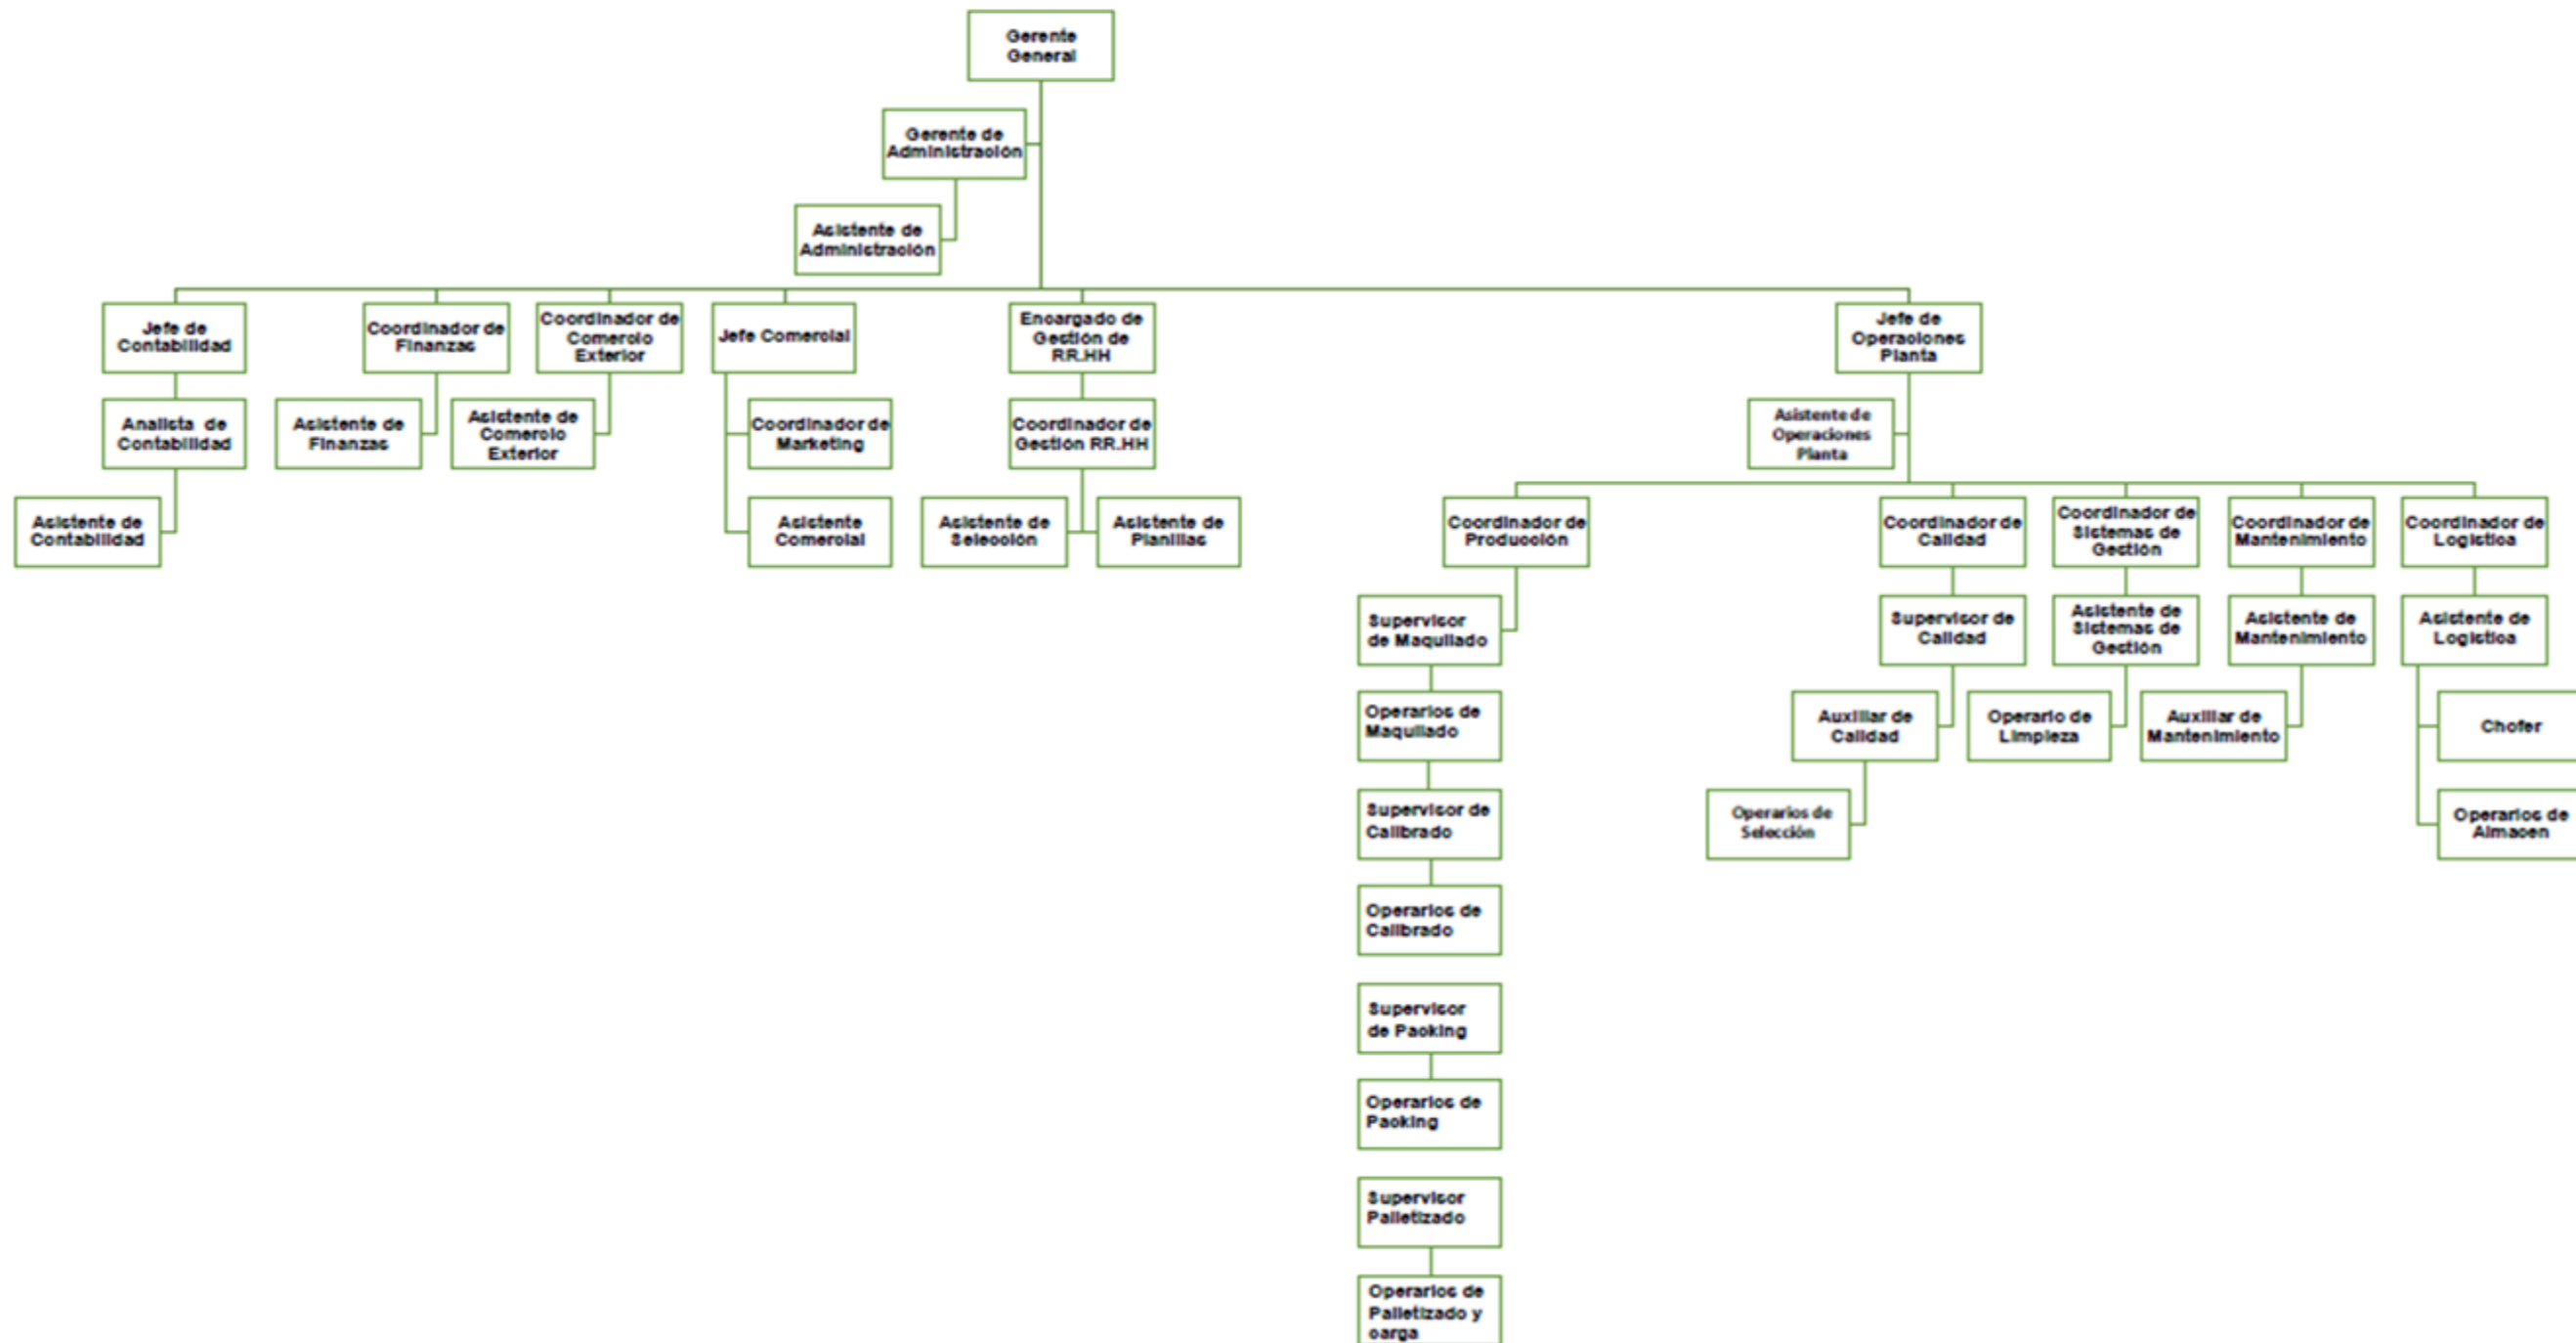 Gerente
General
Gerente de
Administración
Asistente de
Administración
Jefe de
Contabilidad
Coordinador de
Finanzas
Coordinador de
Comercio
Exterior
Jefe Comercial
Encargado de
Gestión de
RR.HH
Jefe de
Operaciones
Planta
Analista de
Contabilidad
Asistente de
Finanzas
Asistente de
Comercio
Exterior
Coordinador de
Marketing
Coordinador de
Gestión RR.HH
Asistente de
Operaciones
Planta
Asistente de
Contabilidad
Asistente
Comercial
Asistente de
Selección
Asistente de
Planillas
Coordinador de
Producción
Coordinador de
Calidad
Coordinador de
Sistemas de
Gestión
Coordinador de
Mantenimiento
Coordinador de
Logistica
Supervisor
de Maquilado
Supervisor de
Calidad
Asistente de
Sistemas de
Gestión
Asistente de
Mantenimiento
Asistente de
Logistica
Operarios de
Maquilado
Auxiliar de
Calidad
Operario de
Limpieza
Auxiliar de
Mantenimiento
Chofer
Supervisor de
Calibrado
Operarios de
Selección
Operarios de
Almacen
Operarios de
Calibrado
Supervisor
de Packing
Operarios de
Packing
Supervisor
Palletizado
Operarios de
Palletizado y
carga